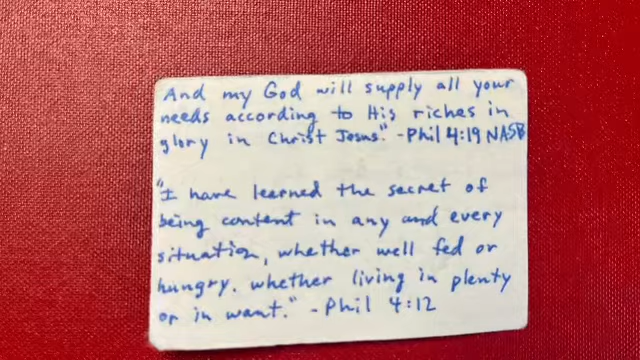 And my God will supply all your
needs according to His riches in
glory in Christ Jesus." -Phil 4:19 NASB
"I have learned the secret of
being content in any and every
situation, whether well fed or
hungry. whether living in plenty
or in want." -Phil 4:12